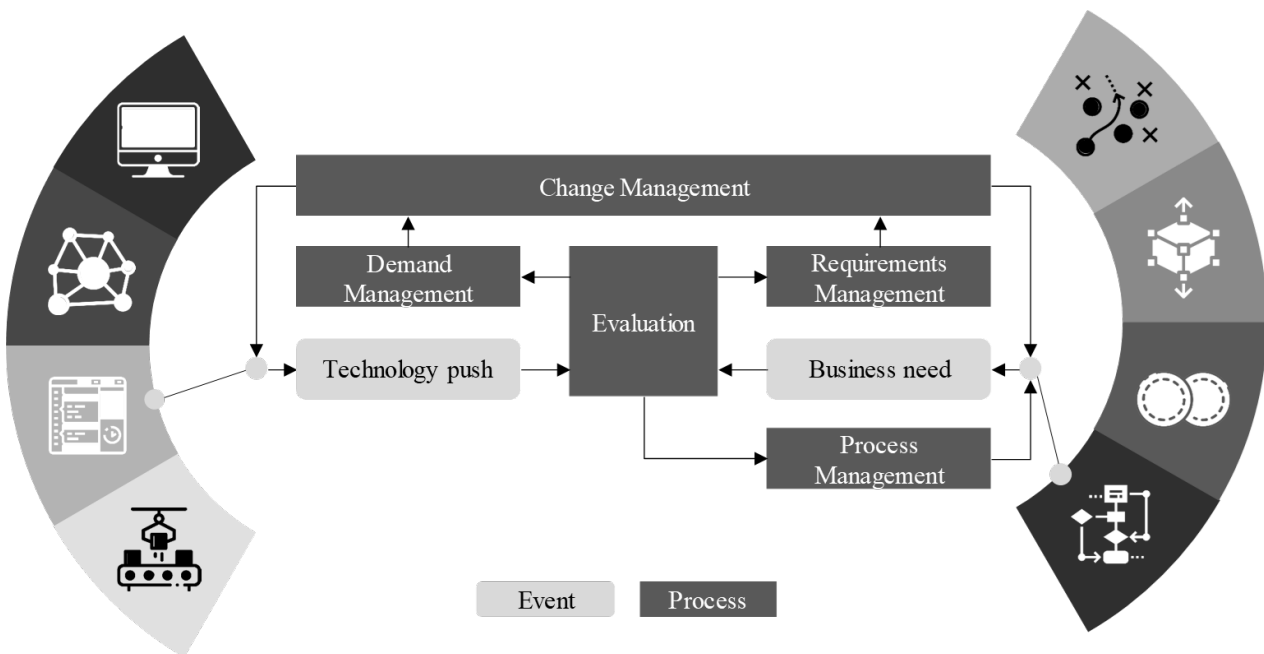 Change Management
Demand
Management
Requirements
Management
Evaluation
Technology push
Business need
Process
Management
Event
Process